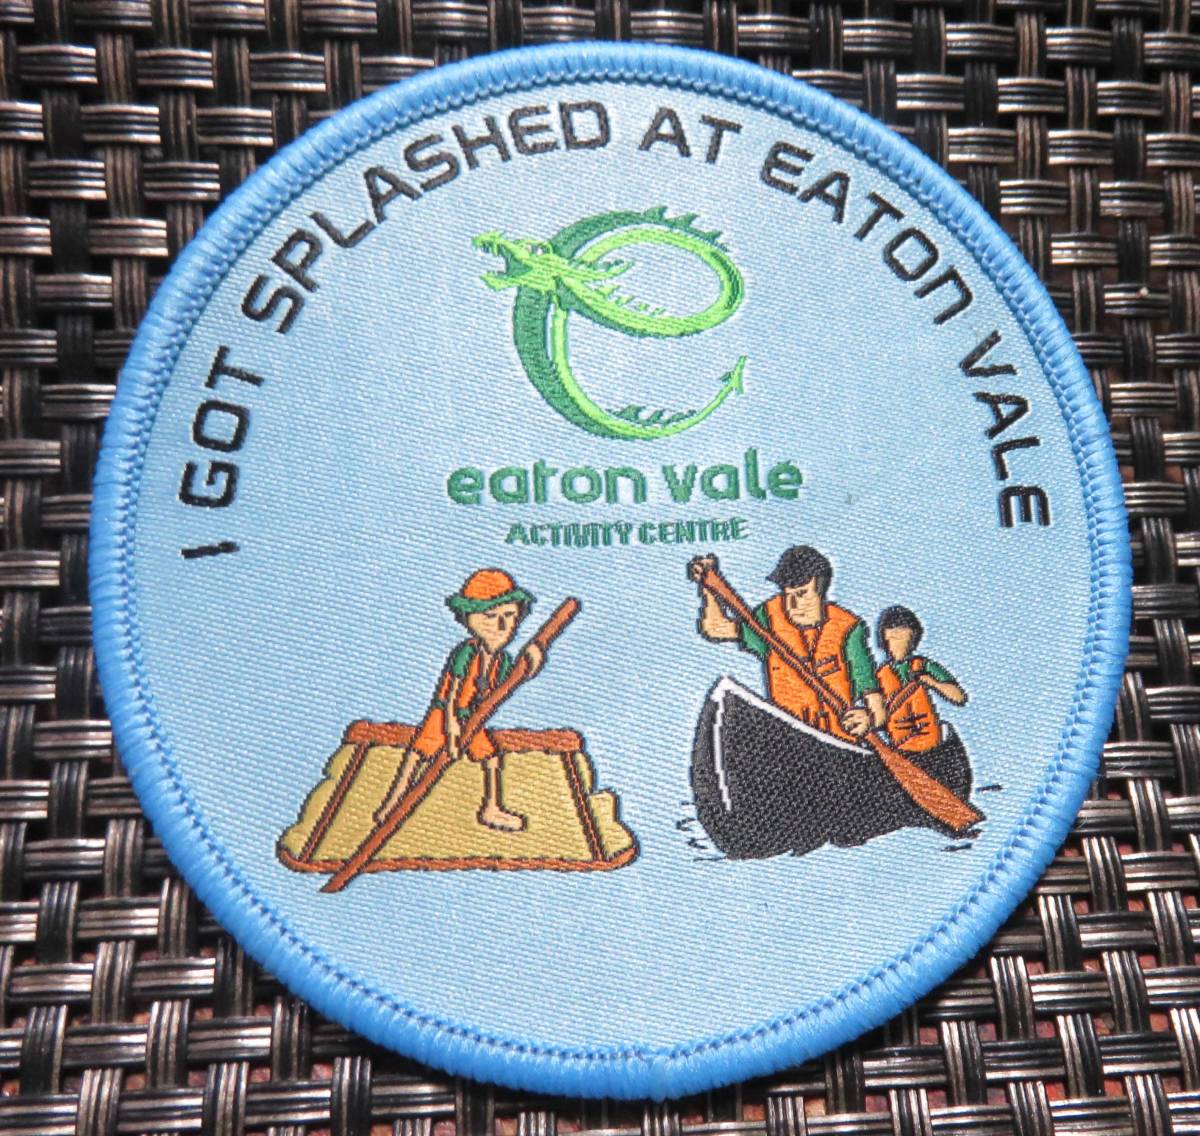 I GOT SPLASHED AT EATON VALE
eaton vale
ACTIVITY CENTRE